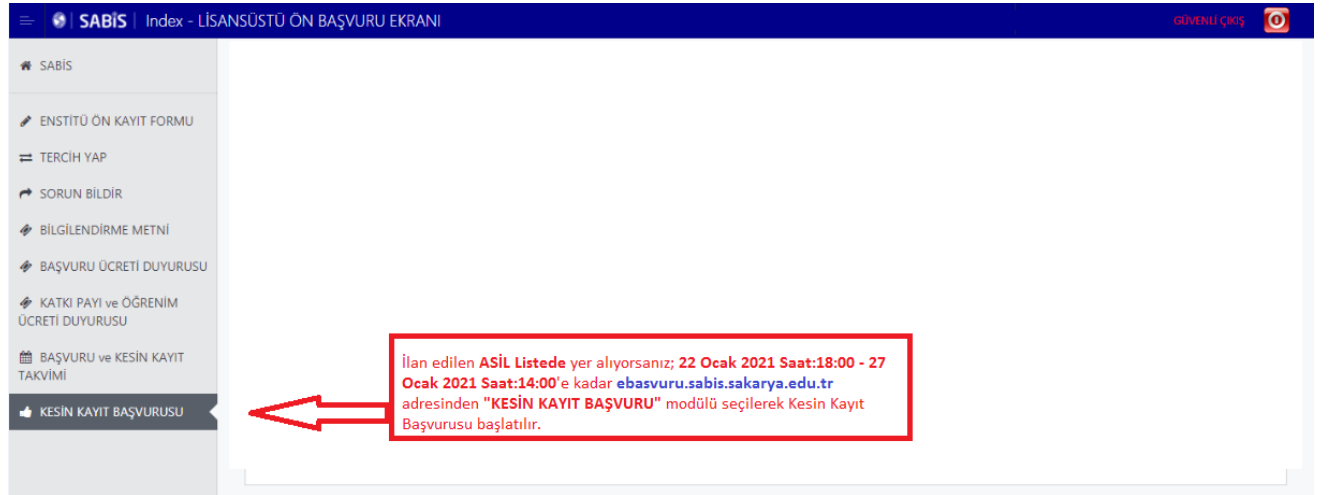 SABİS | Index - LİSANSÜSTÜ ÖN BAŞVURU EKRANI
GÜVENLİ ÇIKIŞ
SABİS
ENSTİTÜ ÖN KAYIT FORMU
TERCİH YAP
SORUN BİLDİR
BİLGİLENDİRME METNİ
BAŞVURU ÜCRETİ DUYURUSU
KATKI PAYI ve ÖĞRENİM
ÜCRETİ DUYURUSU
BAŞVURU ve KESİN KAYIT
TAKVİMİ
KESİN KAYIT BAŞVURUSU
İlan edilen ASİL Listede yer alıyorsanız; 22 Ocak 2021 Saat:18:00 - 27
Ocak 2021 Saat:14:00'e kadar ebasvuru.sabis.sakarya.edu.tr
adresinden "KESİN KAYIT BAŞVURU" modülü seçilerek Kesin Kayıt
Başvurusu başlatılır.